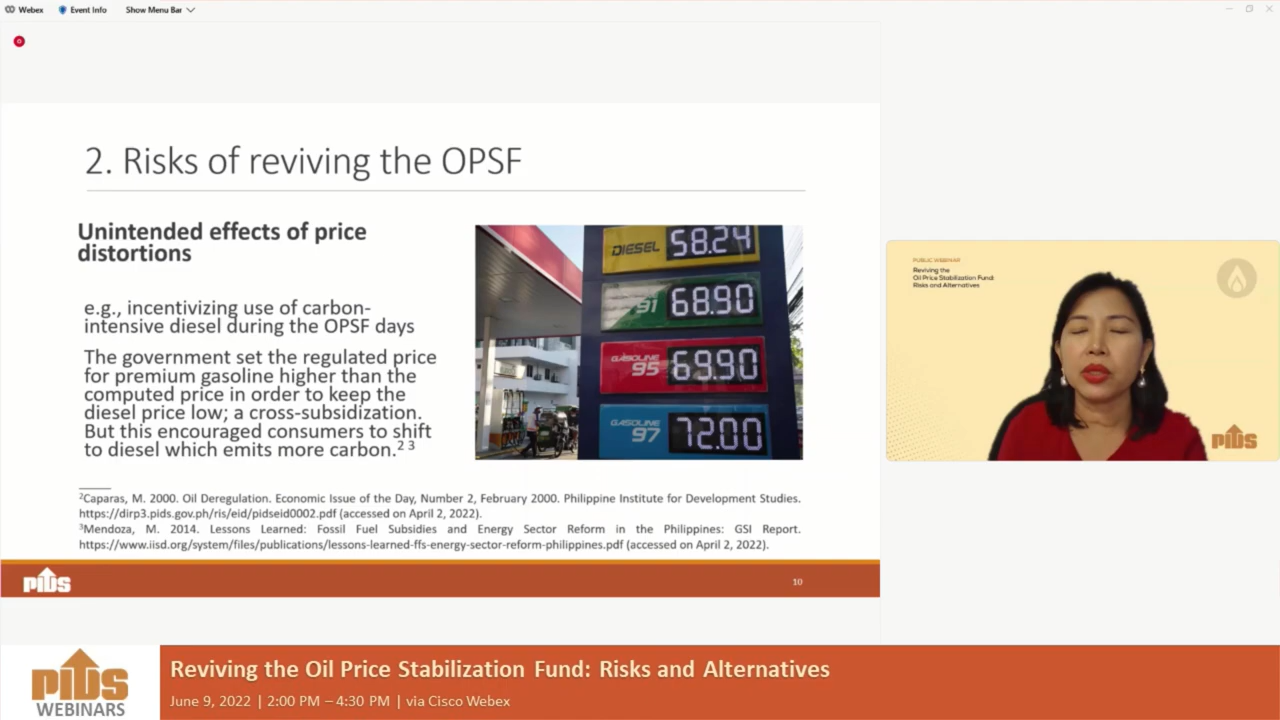 Webex
Event Info
Show Menu Bar
2. Risks of reviving the OPSF
Unintended effects of price
distortions
e.g., incentivizing use of carbon-
intensive diesel during the OPSF days
The government set the regulated price
for premium gasoline higher than the
computed price in order to keep the
diesel price low; a cross-subsidization.
But this encouraged consumers to shift
to diesel which emits more carbon.2 3
DIESEL 58.24
91 68.90
GASOLINE
95 69.90
GASOLINE
97 72.00
2Caparas, M. 2000. Oil Deregulation. Economic Issue of the Day, Number 2, February 2000. Philippine Institute for Development Studies.
https://dirp3.pids.gov.ph/ris/eid/pidseid0002.pdf (accessed on April 2, 2022).
3Mendoza, M. 2014. Lessons Learned: Fossil Fuel Subsidies and Energy Sector Reform in the Philippines: GSI Report.
https://www.iisd.org/system/files/publications/lessons-learned-ffs-energy-sector-reform-philippines.pdf (accessed on April 2, 2022).
PIDS
10
PUBLIC WEBINAR
Reviving the
Oil Price Stabilization Fund:
Risks and Alternatives
PIDS
PIDS
WEBINARS
Reviving the Oil Price Stabilization Fund: Risks and Alternatives
June 9, 2022 | 2:00 PM – 4:30 PM | via Cisco Webex